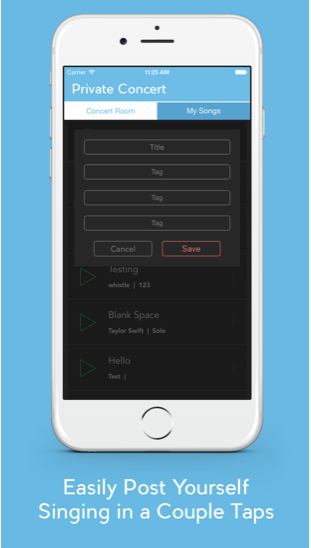 Carrier 11:25 AM
Private Concert
Concert Room My Songs
Title
Tag
Tag
Tag
Cancel Save
Testing
whistle | 123
Blank Space
Taylor Swift | Solo
Hello
Test |
Easily Post Yourself
Singing in a Couple Taps